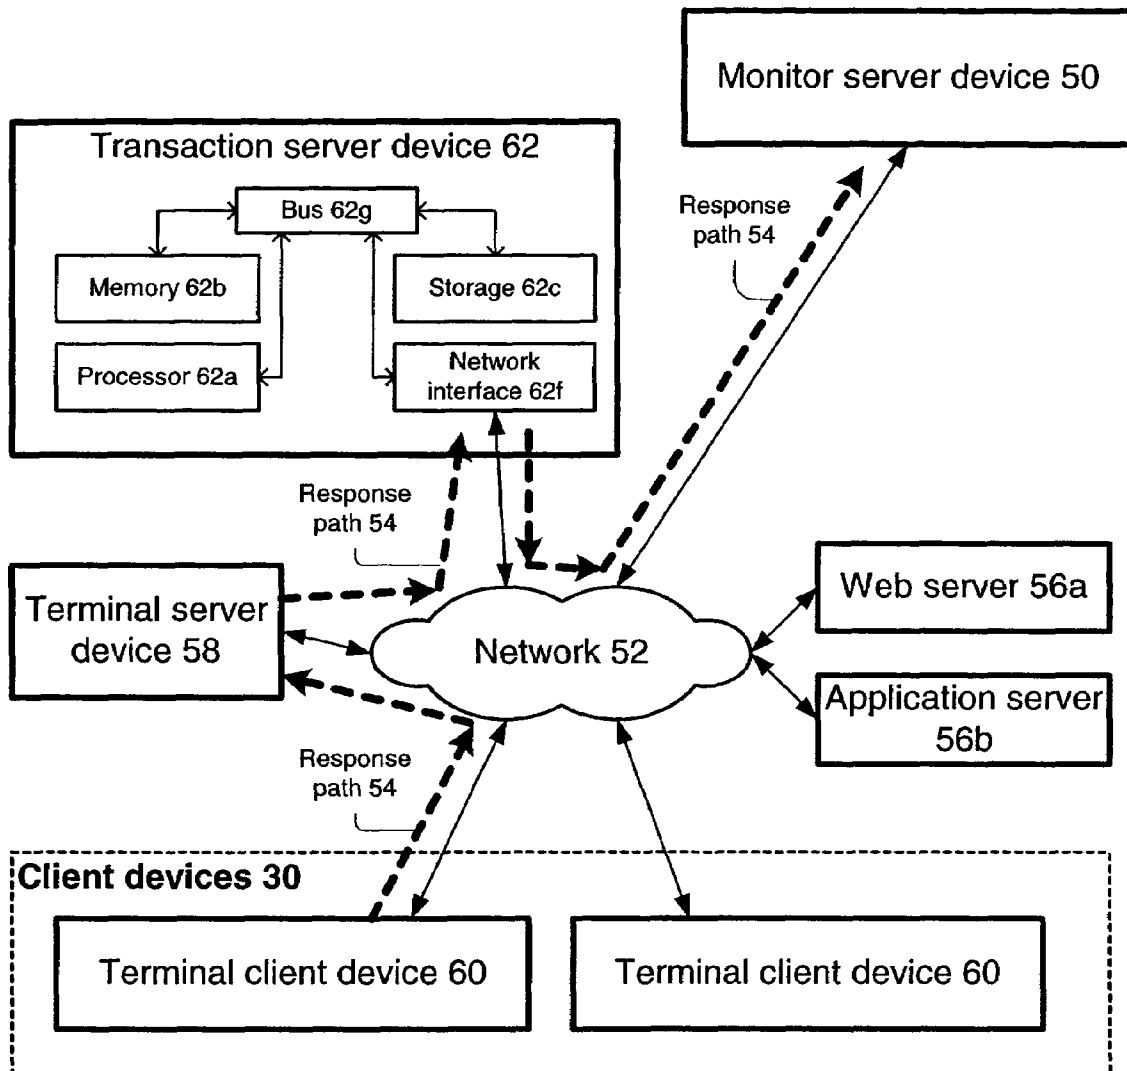 Monitor server device 50
Transaction server device 62
Bus 62g
Memory 62b
Storage 62c
Processor 62a
Network
interface 62f
Response
path 54
Response
path 54
Terminal server
device 58
Network 52
Web server 56a
Application server
56b
Response
path 54
Client devices 30
Terminal client device 60
Terminal client device 60